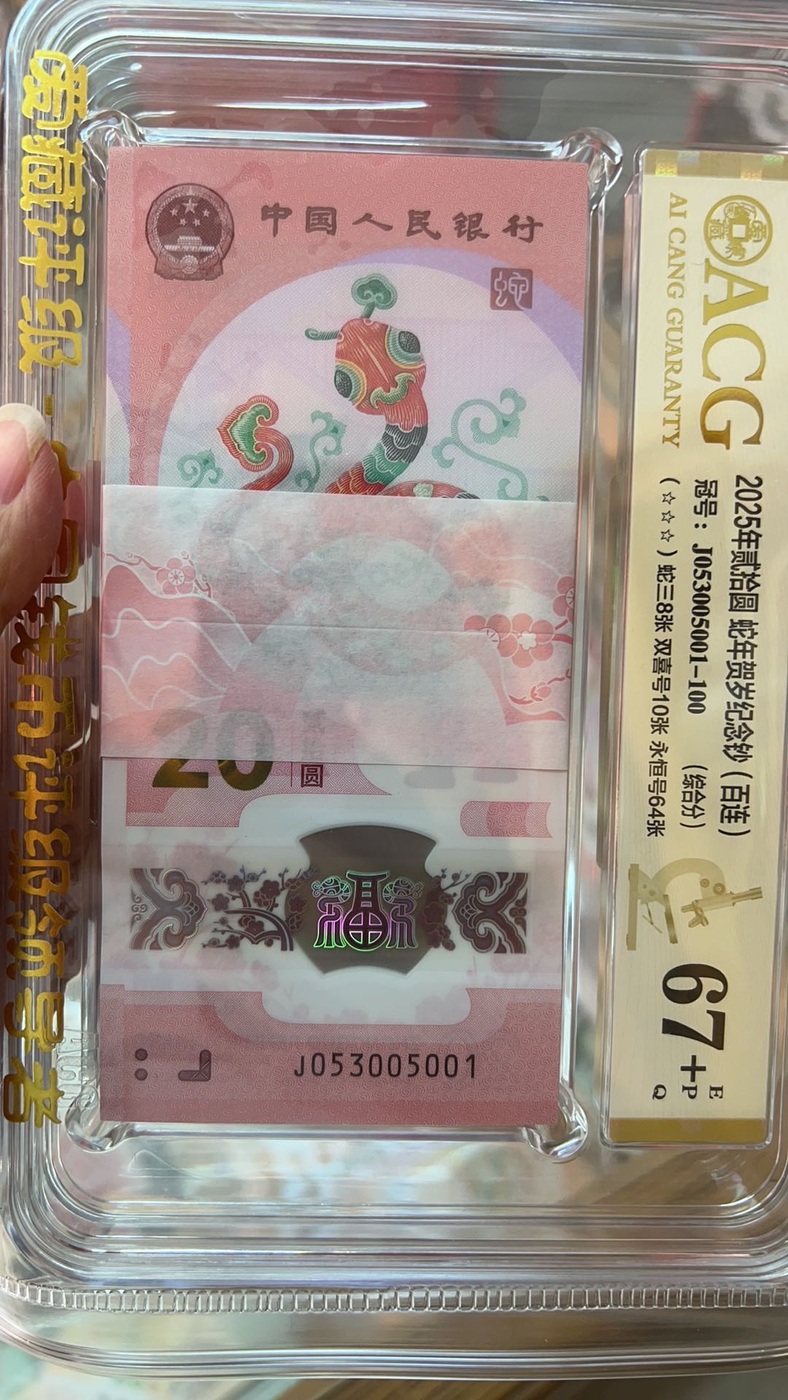 爱藏评级 - 中国钱币评级领导者
中国人民银行
蛇
20
圆
福
J053005001
ACG
AI CANG GUARANTY
2025年贰拾圆 蛇年贺岁纪念钞（百连）
冠号：J053005001-100 （综合分）
（☆☆☆）蛇三8张 双喜号10张 永恒号64张
67+
E
P
Q